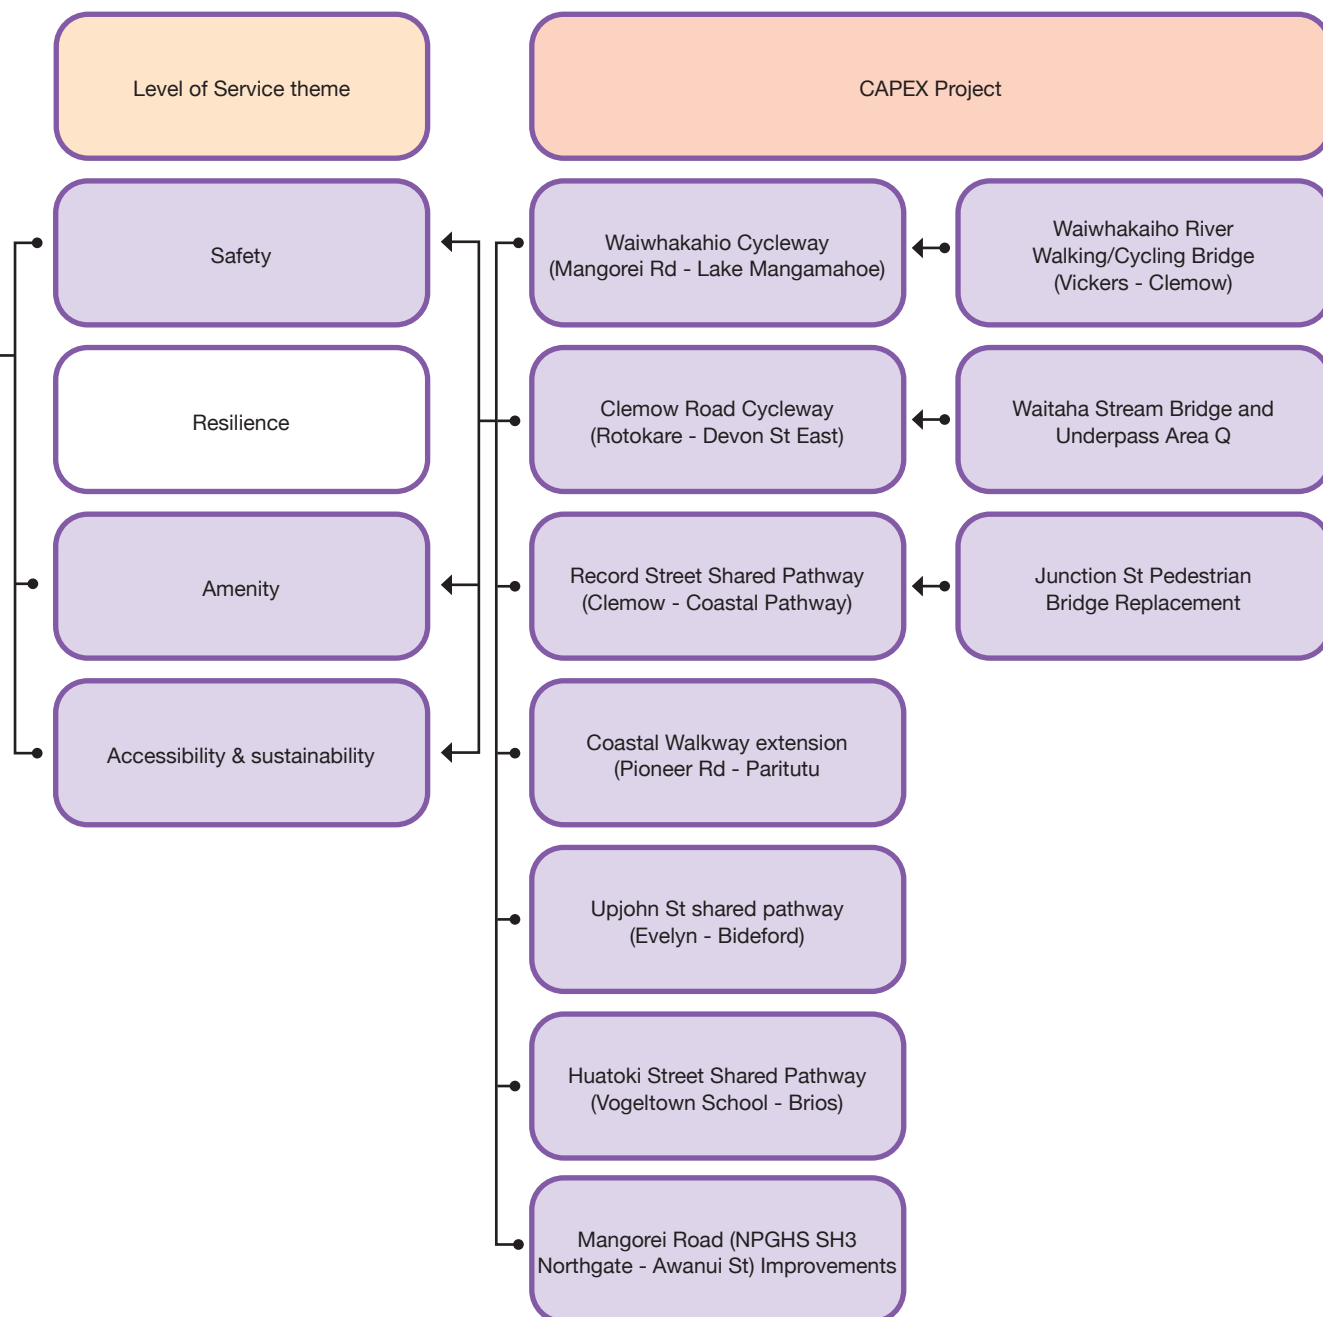 Level of Service theme
CAPEX Project
Safety
Resilience
Amenity
Accessibility & sustainability
Waiwhakahio Cycleway
(Mangorei Rd - Lake Mangamahoe)
Waiwhakaiho River
Walking/Cycling Bridge
(Vickers - Clemow)
Clemow Road Cycleway
(Rotokare - Devon St East)
Waitaha Stream Bridge and
Underpass Area Q
Record Street Shared Pathway
(Clemow - Coastal Pathway)
Junction St Pedestrian
Bridge Replacement
Coastal Walkway extension
(Pioneer Rd - Paritutu
Upjohn St shared pathway
(Evelyn - Bideford)
Huatoki Street Shared Pathway
(Vogeltown School - Brios)
Mangorei Road (NPGHS SH3
Northgate - Awanui St) Improvements